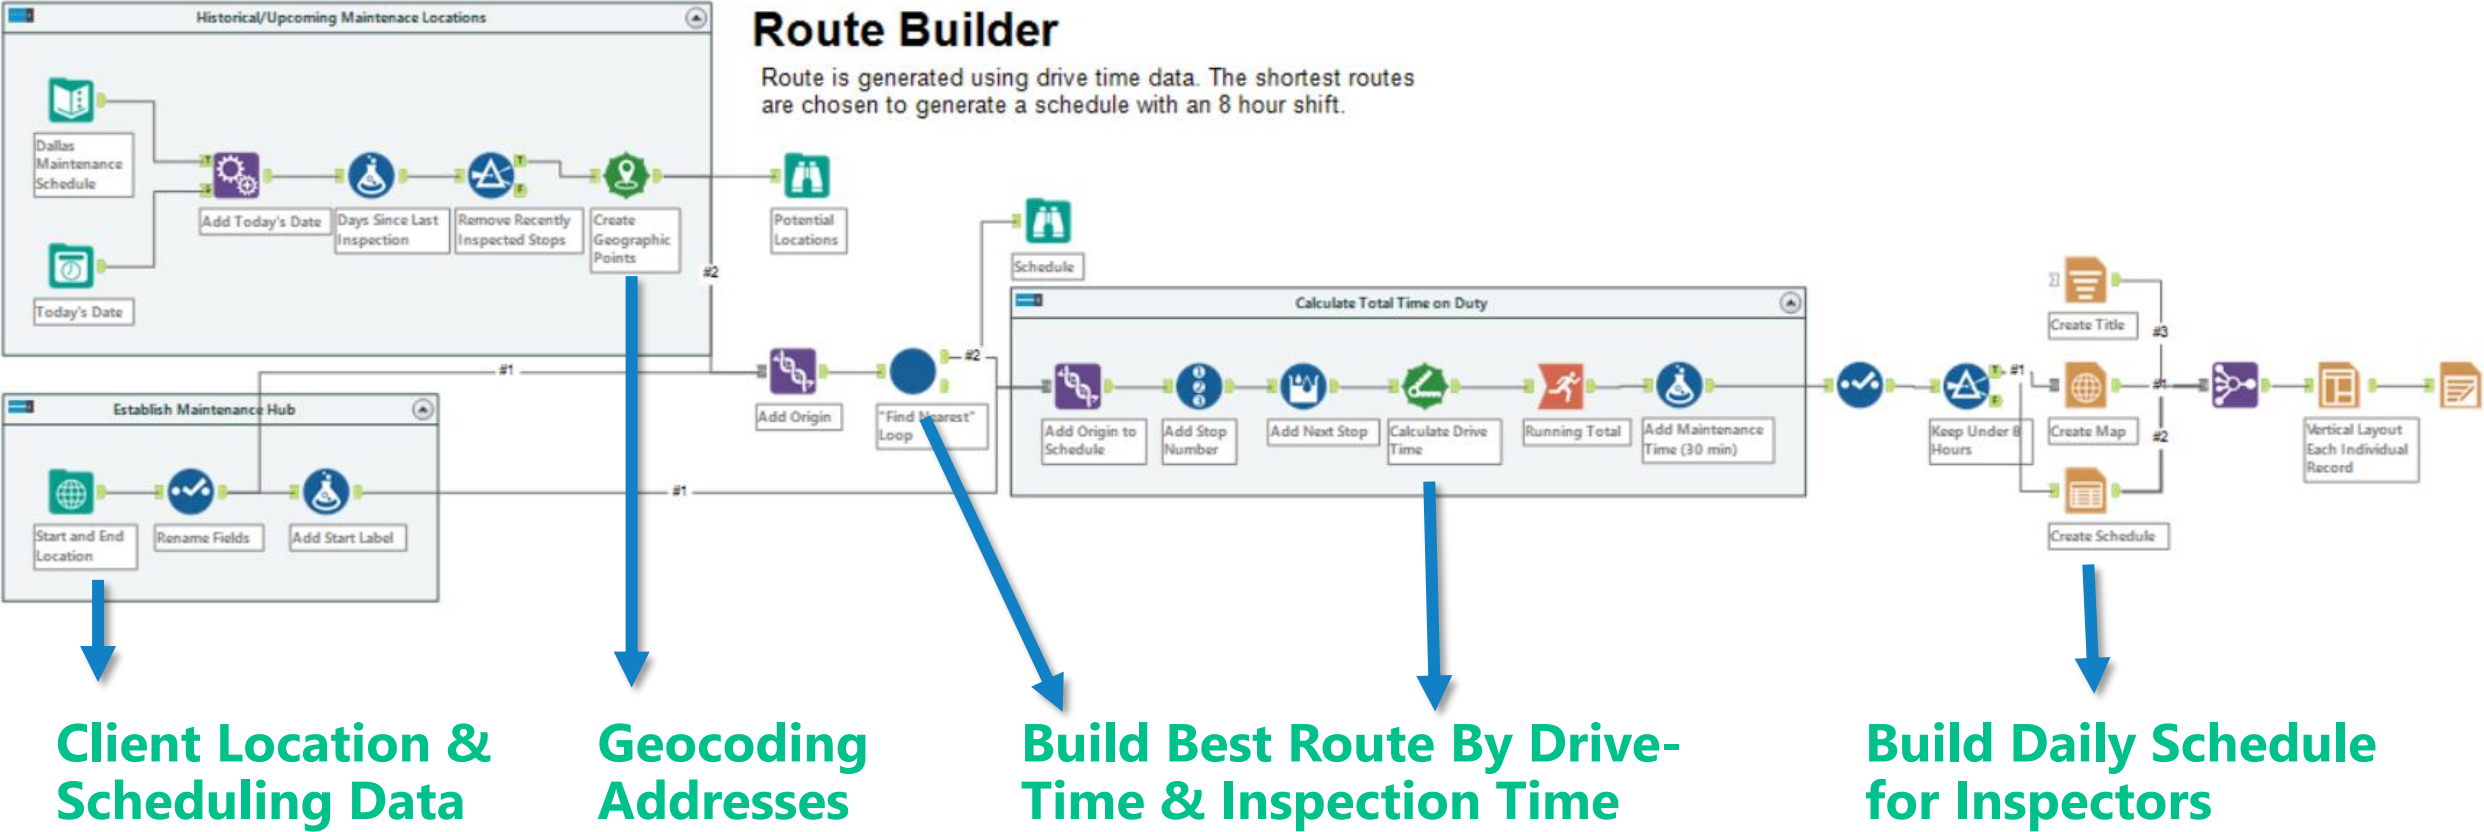 Historical/Upcoming Maintenace Locations
Route Builder
Route is generated using drive time data. The shortest routes
are chosen to generate a schedule with an 8 hour shift.
Dallas
Maintenance
Schedule
Today's Date
T
S
Add Today's Date
Days Since Last
Inspection
T
F
Remove Recently
Inspected Stops
Create
Geographic
Points
#2
Potential
Locations
Schedule
Establish Maintenance Hub
Start and End
Location
Rename Fields
Add Start Label
#1
#1
Add Origin
#2
"Find Nearest"
Loop
Calculate Total Time on Duty
Add Origin to
Schedule
1
2
3
Add Stop
Number
Add Next Stop
Calculate Drive
Time
Running Total
Add Maintenance
Time (30 min)
T
F
#1
Keep Under 8
Hours
Create Title
#3
Create Map
#1
#2
Create Schedule
Vertical Layout
Each Individual
Record
Client Location &
Scheduling Data
Geocoding
Addresses
Build Best Route By Drive-
Time & Inspection Time
Build Daily Schedule
for Inspectors